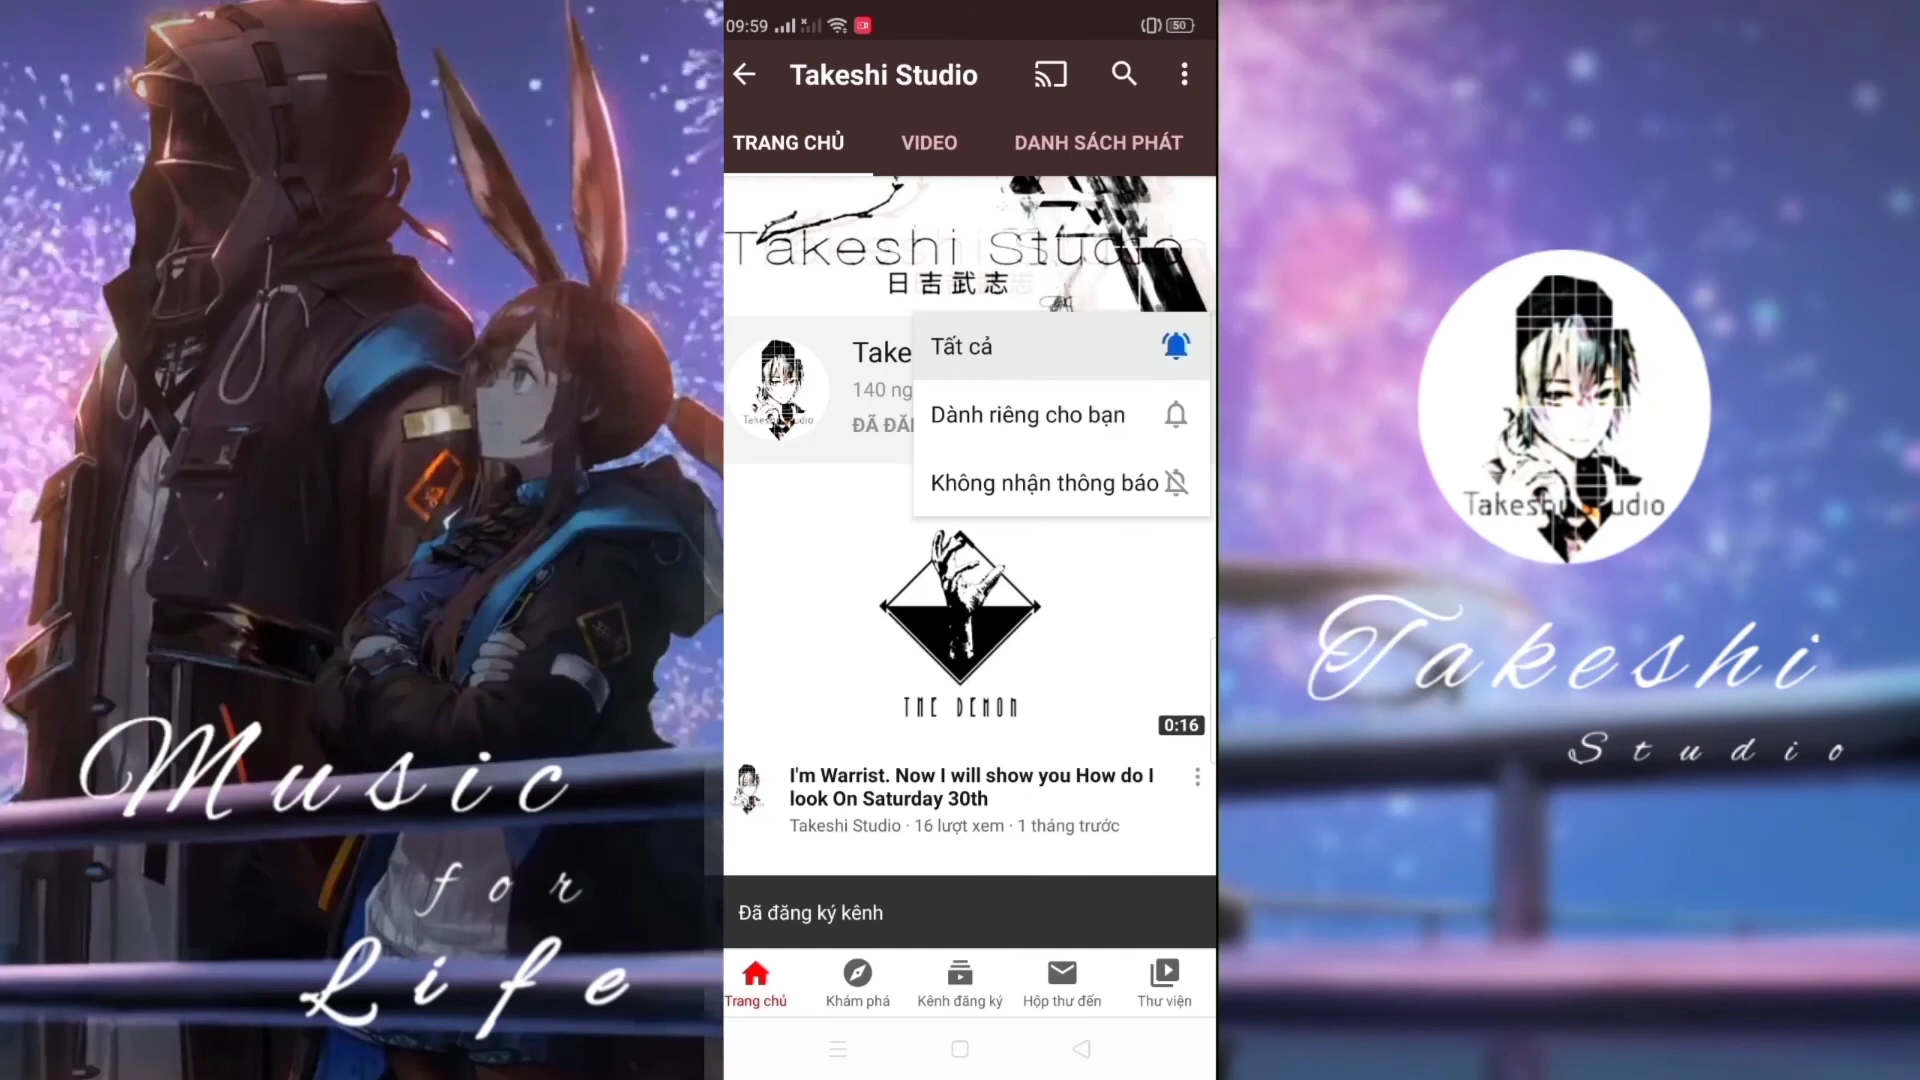 09:59
50
Takeshi Studio
TRANG CHỦ
VIDEO
DANH SÁCH PHÁT
Takeshi Studio
日吉武志
Take
140 ng
ĐÃ ĐĂ
Takeshi Studio
Tất cả
Dành riêng cho bạn
Không nhận thông báo
THE DEMON
0:16
I'm Warrist. Now I will show you How do I
look On Saturday 30th
Takeshi Studio · 16 lượt xem · 1 tháng trước
Đã đăng ký kênh
Trang chủ
Khám phá
Kênh đăng ký
Hộp thư đến
Thư viện
Music
for
Life
Takeshi Studio
Takeshi
Studio